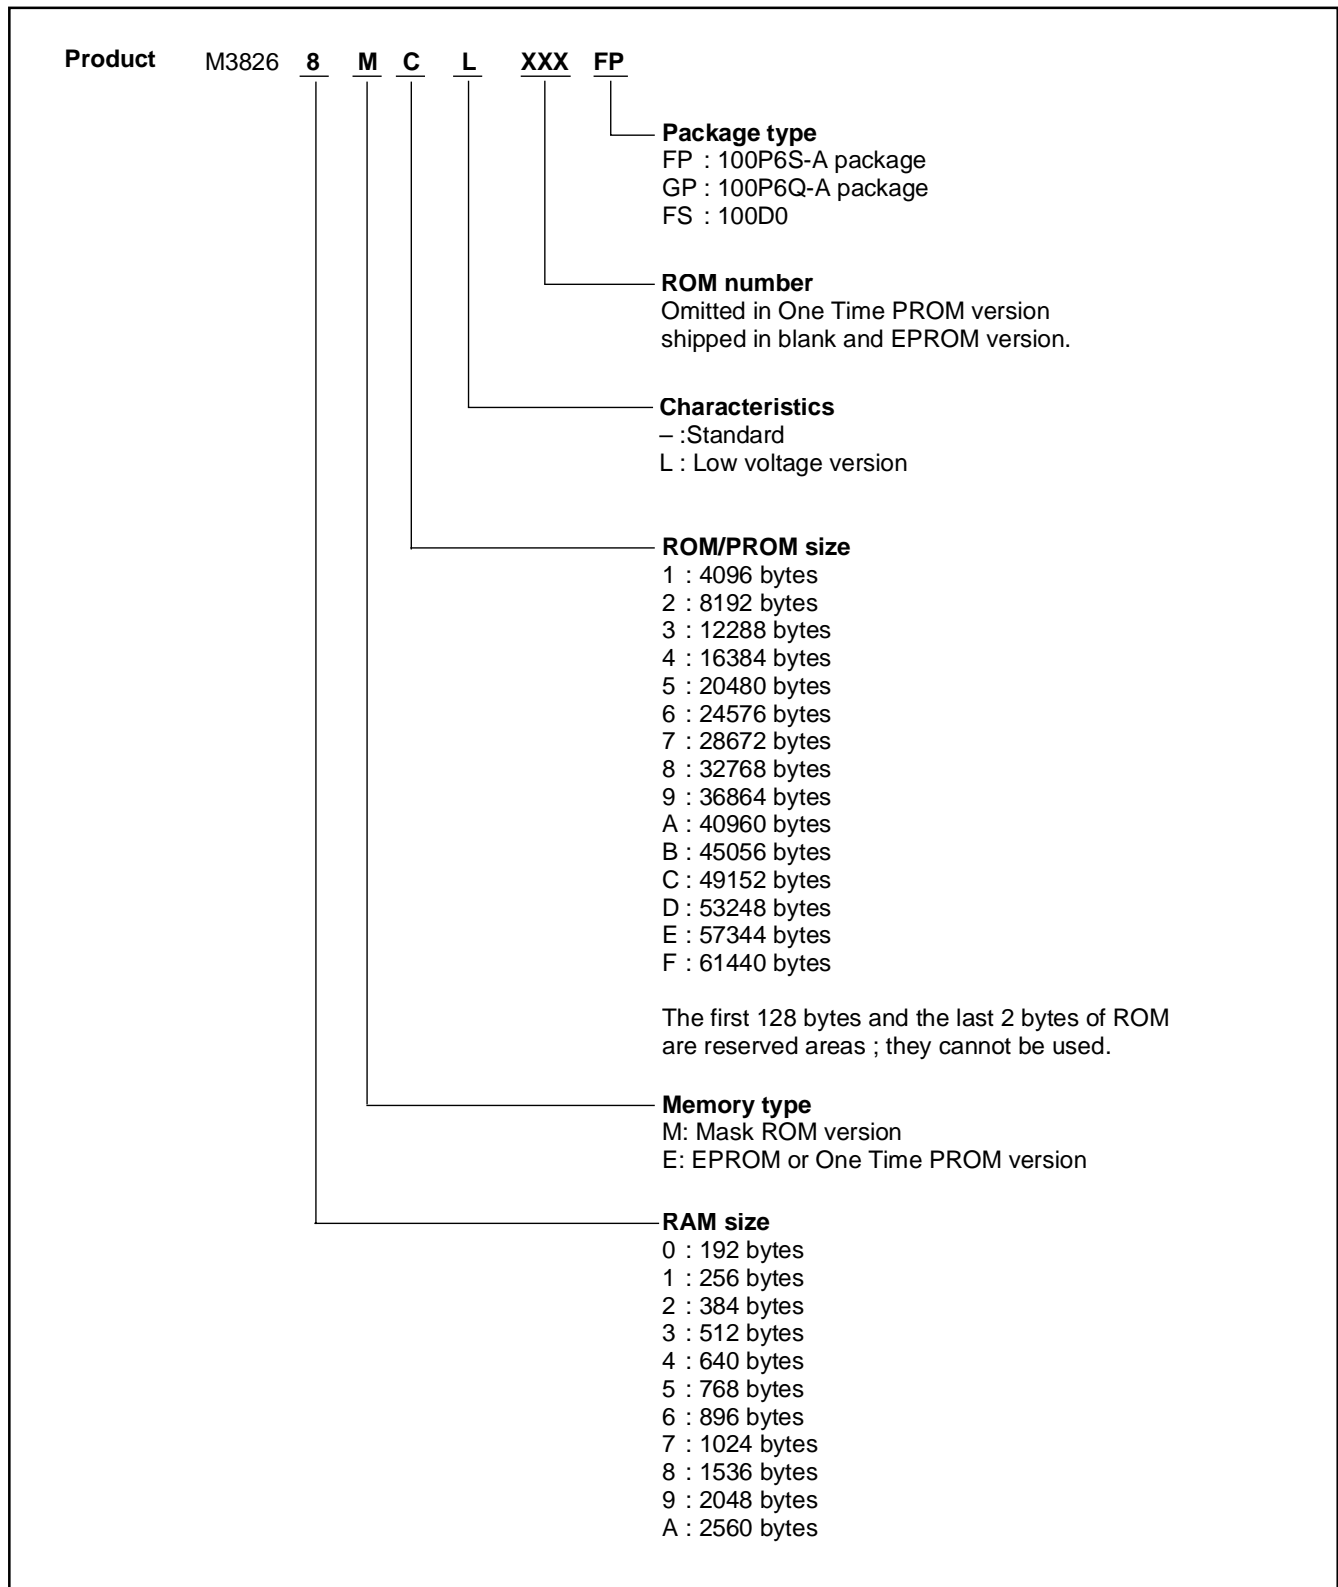 Product M3826 8 M C L XXX FP
Package type
FP : 100P6S-A package
GP : 100P6Q-A package
FS : 100D0
ROM number
Omitted in One Time PROM version
shipped in blank and EPROM version.
Characteristics
– :Standard
L : Low voltage version
ROM/PROM size
1 : 4096 bytes
2 : 8192 bytes
3 : 12288 bytes
4 : 16384 bytes
5 : 20480 bytes
6 : 24576 bytes
7 : 28672 bytes
8 : 32768 bytes
9 : 36864 bytes
A : 40960 bytes
B : 45056 bytes
C : 49152 bytes
D : 53248 bytes
E : 57344 bytes
F : 61440 bytes
The first 128 bytes and the last 2 bytes of ROM
are reserved areas ; they cannot be used.
Memory type
M: Mask ROM version
E: EPROM or One Time PROM version
RAM size
0 : 192 bytes
1 : 256 bytes
2 : 384 bytes
3 : 512 bytes
4 : 640 bytes
5 : 768 bytes
6 : 896 bytes
7 : 1024 bytes
8 : 1536 bytes
9 : 2048 bytes
A : 2560 bytes